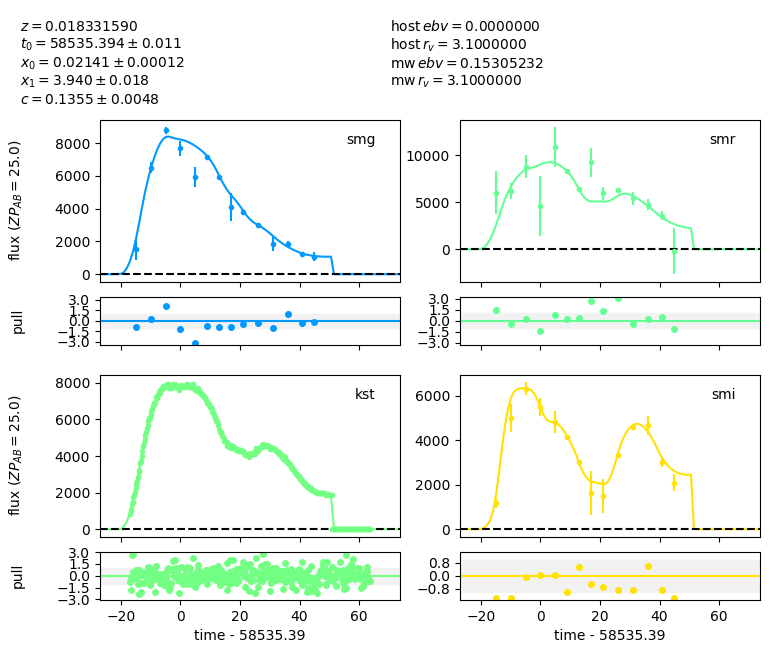 z = 0.018331590
t₀ = 58535.394 ± 0.011
x₀ = 0.02141 ± 0.00012
x₁ = 3.940 ± 0.018
c = 0.1355 ± 0.0048
host ebv = 0.0000000
host r_v = 3.1000000
mw ebv = 0.15305232
mw r_v = 3.1000000
flux (ZP_AB = 25.0)
8000
6000
4000
2000
0
smg
10000
5000
0
smr
pull
3.0
1.5
0.0
−1.5
−3.0
3.0
1.5
0.0
−1.5
−3.0
flux (ZP_AB = 25.0)
8000
6000
4000
2000
0
kst
6000
4000
2000
0
smi
pull
3.0
1.5
0.0
−1.5
−3.0
−20 0 20 40 60
time - 58535.39
0.8
0.0
−0.8
−20 0 20 40 60
time - 58535.39